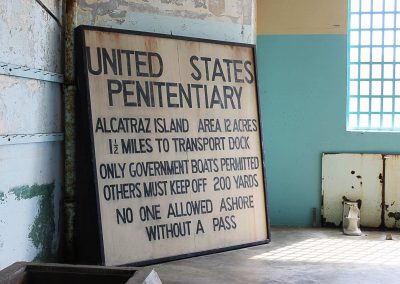 UNITED STATES
PENITENTIARY
ALCATRAZ ISLAND AREA 12 ACRES
1½ MILES TO TRANSPORT DOCK
ONLY GOVERNMENT BOATS PERMITTED
OTHERS MUST KEEP OFF 200 YARDS
NO ONE ALLOWED ASHORE
WITHOUT A PASS